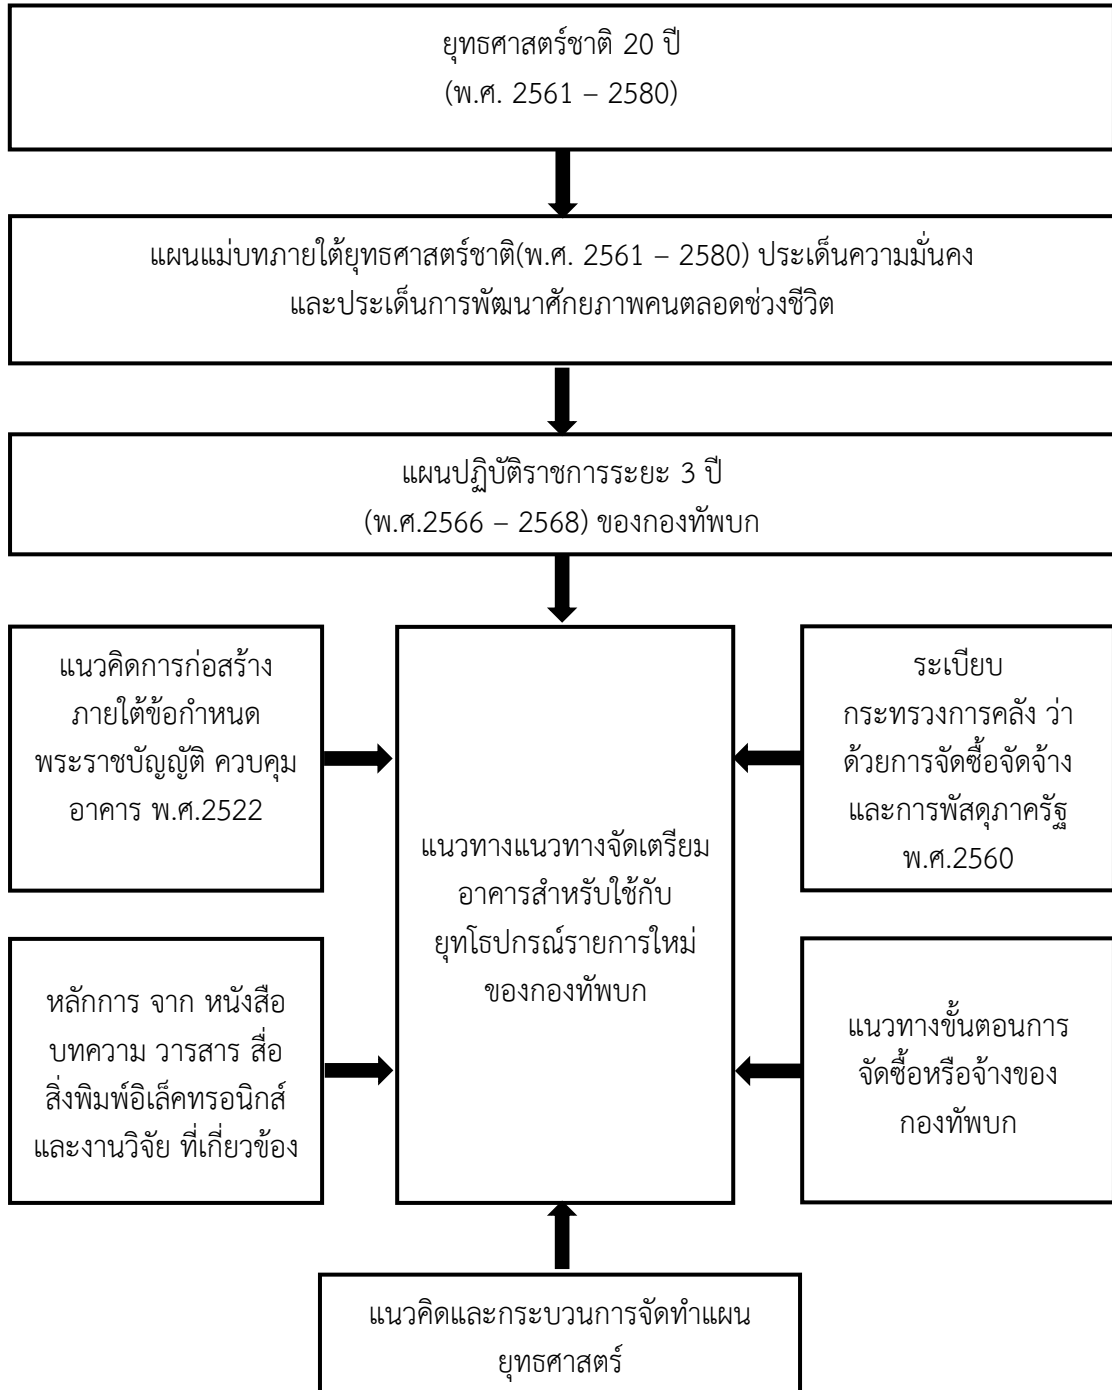 ยุทธศาสตร์ชาติ 20 ปี
(พ.ศ. 2561 – 2580)
แผนแม่บทภายใต้ยุทธศาสตร์ชาติ(พ.ศ. 2561 – 2580) ประเด็นความมั่นคง
และประเด็นการพัฒนาศักยภาพคนตลอดช่วงชีวิต
แผนปฏิบัติราชการระยะ 3 ปี
(พ.ศ.2566 – 2568) ของกองทัพบก
แนวคิดการก่อสร้าง
ภายใต้ข้อกำหนด
พระราชบัญญัติ ควบคุม
อาคาร พ.ศ.2522
หลักการ จาก หนังสือ
บทความ วารสาร สื่อ
สิ่งพิมพ์อิเล็คทรอนิกส์
และงานวิจัย ที่เกี่ยวข้อง
แนวทางแนวทางจัดเตรียม
อาคารสำหรับใช้กับ
ยุทโธปกรณ์รายการใหม่
ของกองทัพบก
ระเบียบ
กระทรวงการคลัง ว่า
ด้วยการจัดซื้อจัดจ้าง
และการพัสดุภาครัฐ
พ.ศ.2560
แนวทางขั้นตอนการ
จัดซื้อหรือจ้างของ
กองทัพบก
แนวคิดและกระบวนการจัดทำแผน
ยุทธศาสตร์